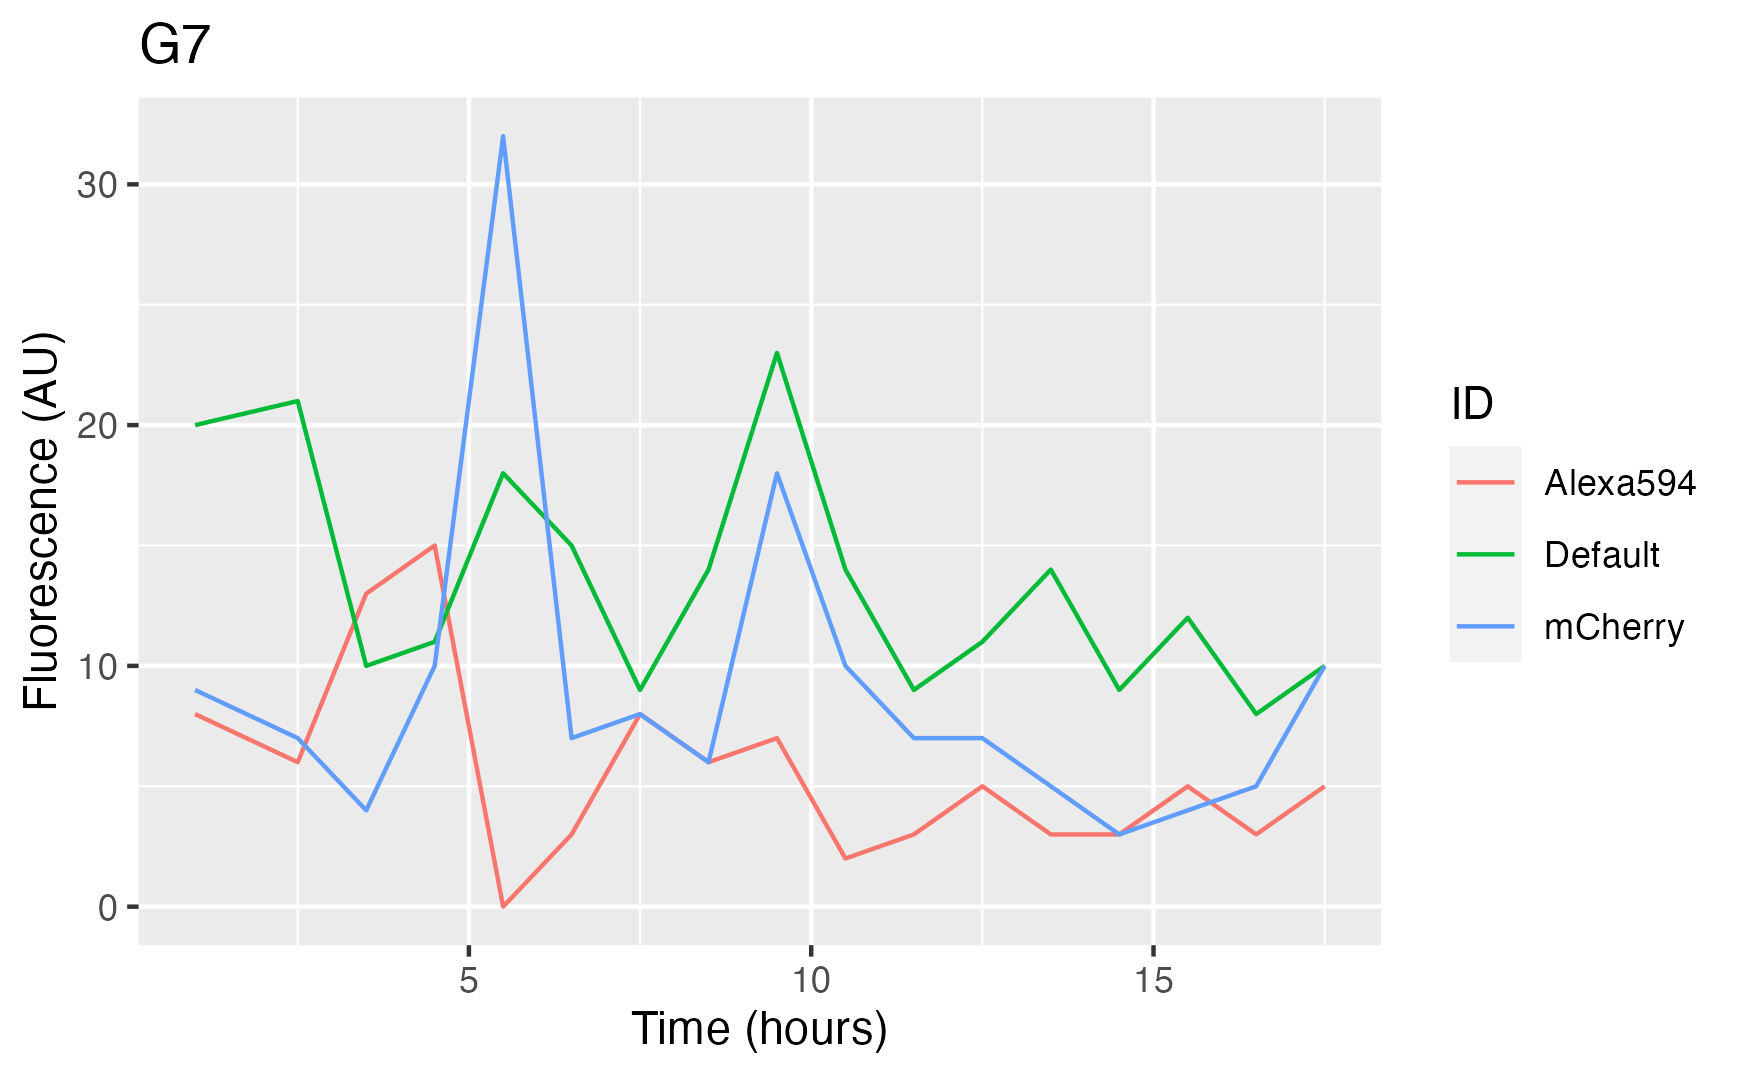 G7
Fluorescence (AU)
30
20
10
0
5 10 15
Time (hours)
ID
Alexa594
Default
mCherry